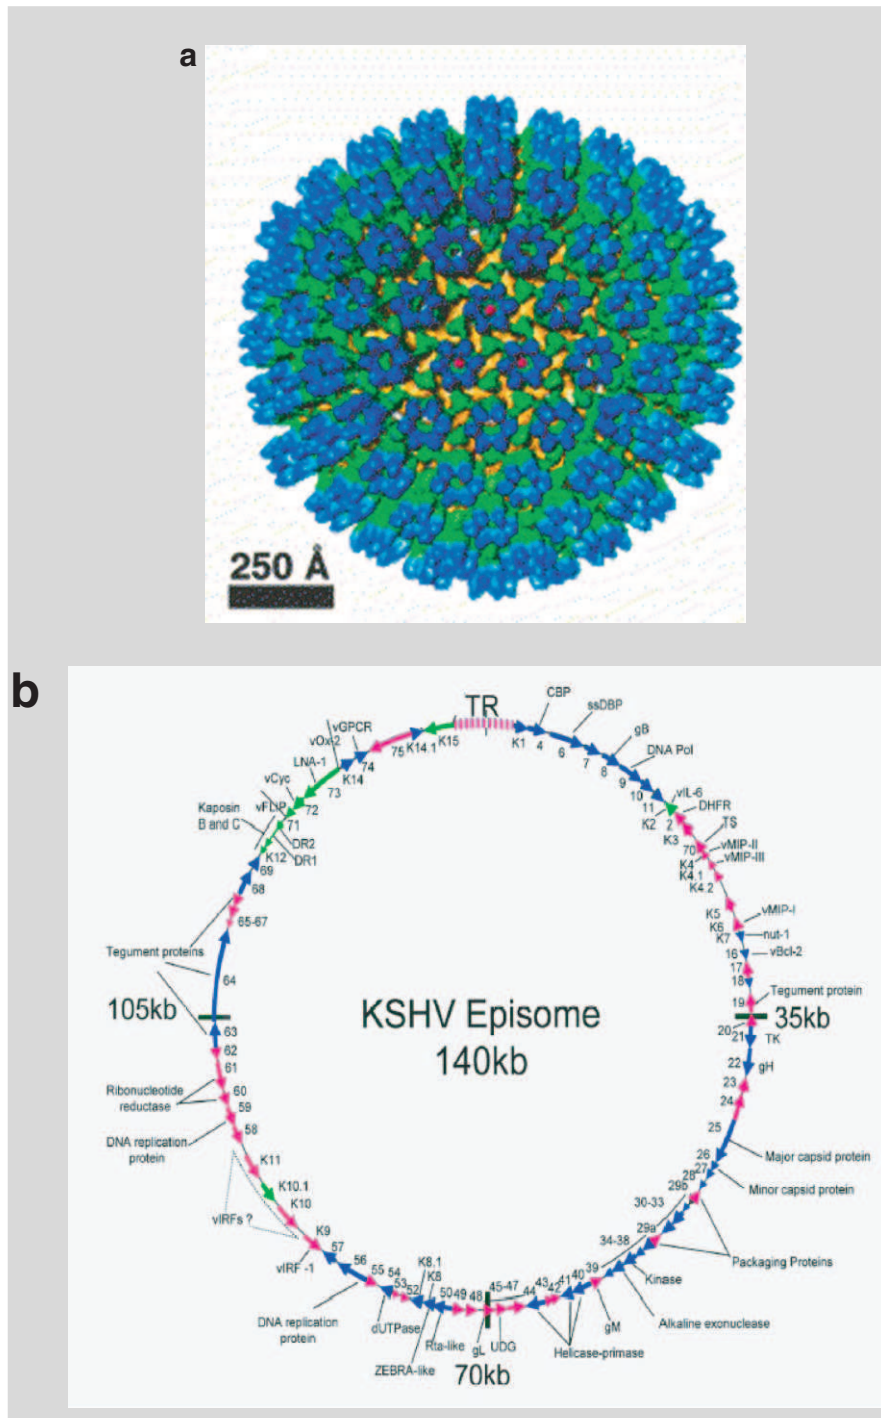 a
250 Å
b
TR
CBP
ssDBP
gB
DNA Pol
K1
4
6
7
8
9
10
11
vIL-6
K2
2
DHFR
K3
TS
70
vMIP-II
K4
vMIP-III
K4.1
K4.2
K5
vMIP-I
K6
K7
nut-1
16
vBcl-2
17
18
Tegument protein
19
35kb
20
21
TK
22
gH
23
24
25
Major capsid protein
26
27
Minor capsid protein
28
29b
30-33
Packaging Proteins
29a
34-38
Kinase
39
Alkaline exonuclease
gM
40
41
42
43
Helicase-primase
44
45-47
UDG
70kb
gL
48
49
50
Rta-like
K8
ZEBRA-like
K8.1
52
53
54
dUTPase
55
56
DNA replication
protein
57
vIRF -1
K9
vIRFs ?
K10
K10.1
K11
58
DNA replication
protein
59
60
Ribonucleotide
reductase
61
62
63
105kb
64
Tegument proteins
65-67
68
69
K12
Kaposin
B and C
DR1
DR2
71
vFLIP
72
vCyc
73
LNA-1
K14
vOx-2
74
vGPCR
75
K14.1
K15
KSHV Episome
140kb